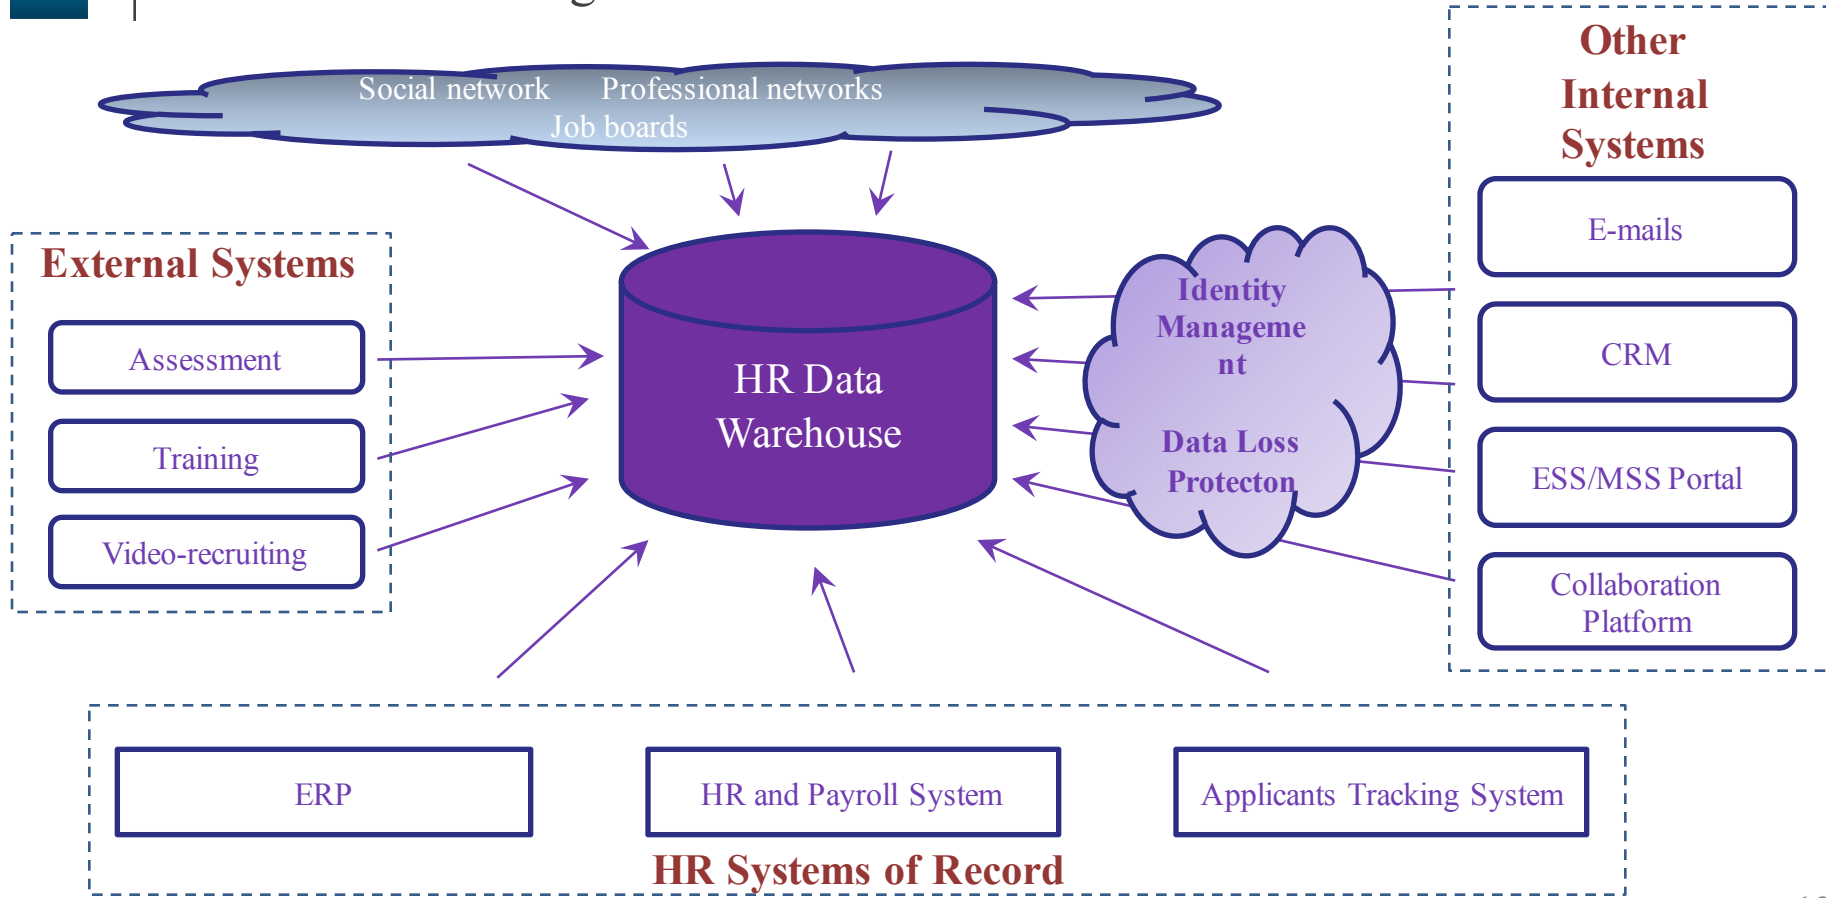 Social network Professional networks
Job boards
Other
Internal
Systems
E-mails
CRM
ESS/MSS Portal
Collaboration
Platform
External Systems
Assessment
Training
Video-recruiting
HR Data
Warehouse
Identity
Manageme
nt
Data Loss
Protecton
ERP
HR and Payroll System
Applicants Tracking System
HR Systems of Record